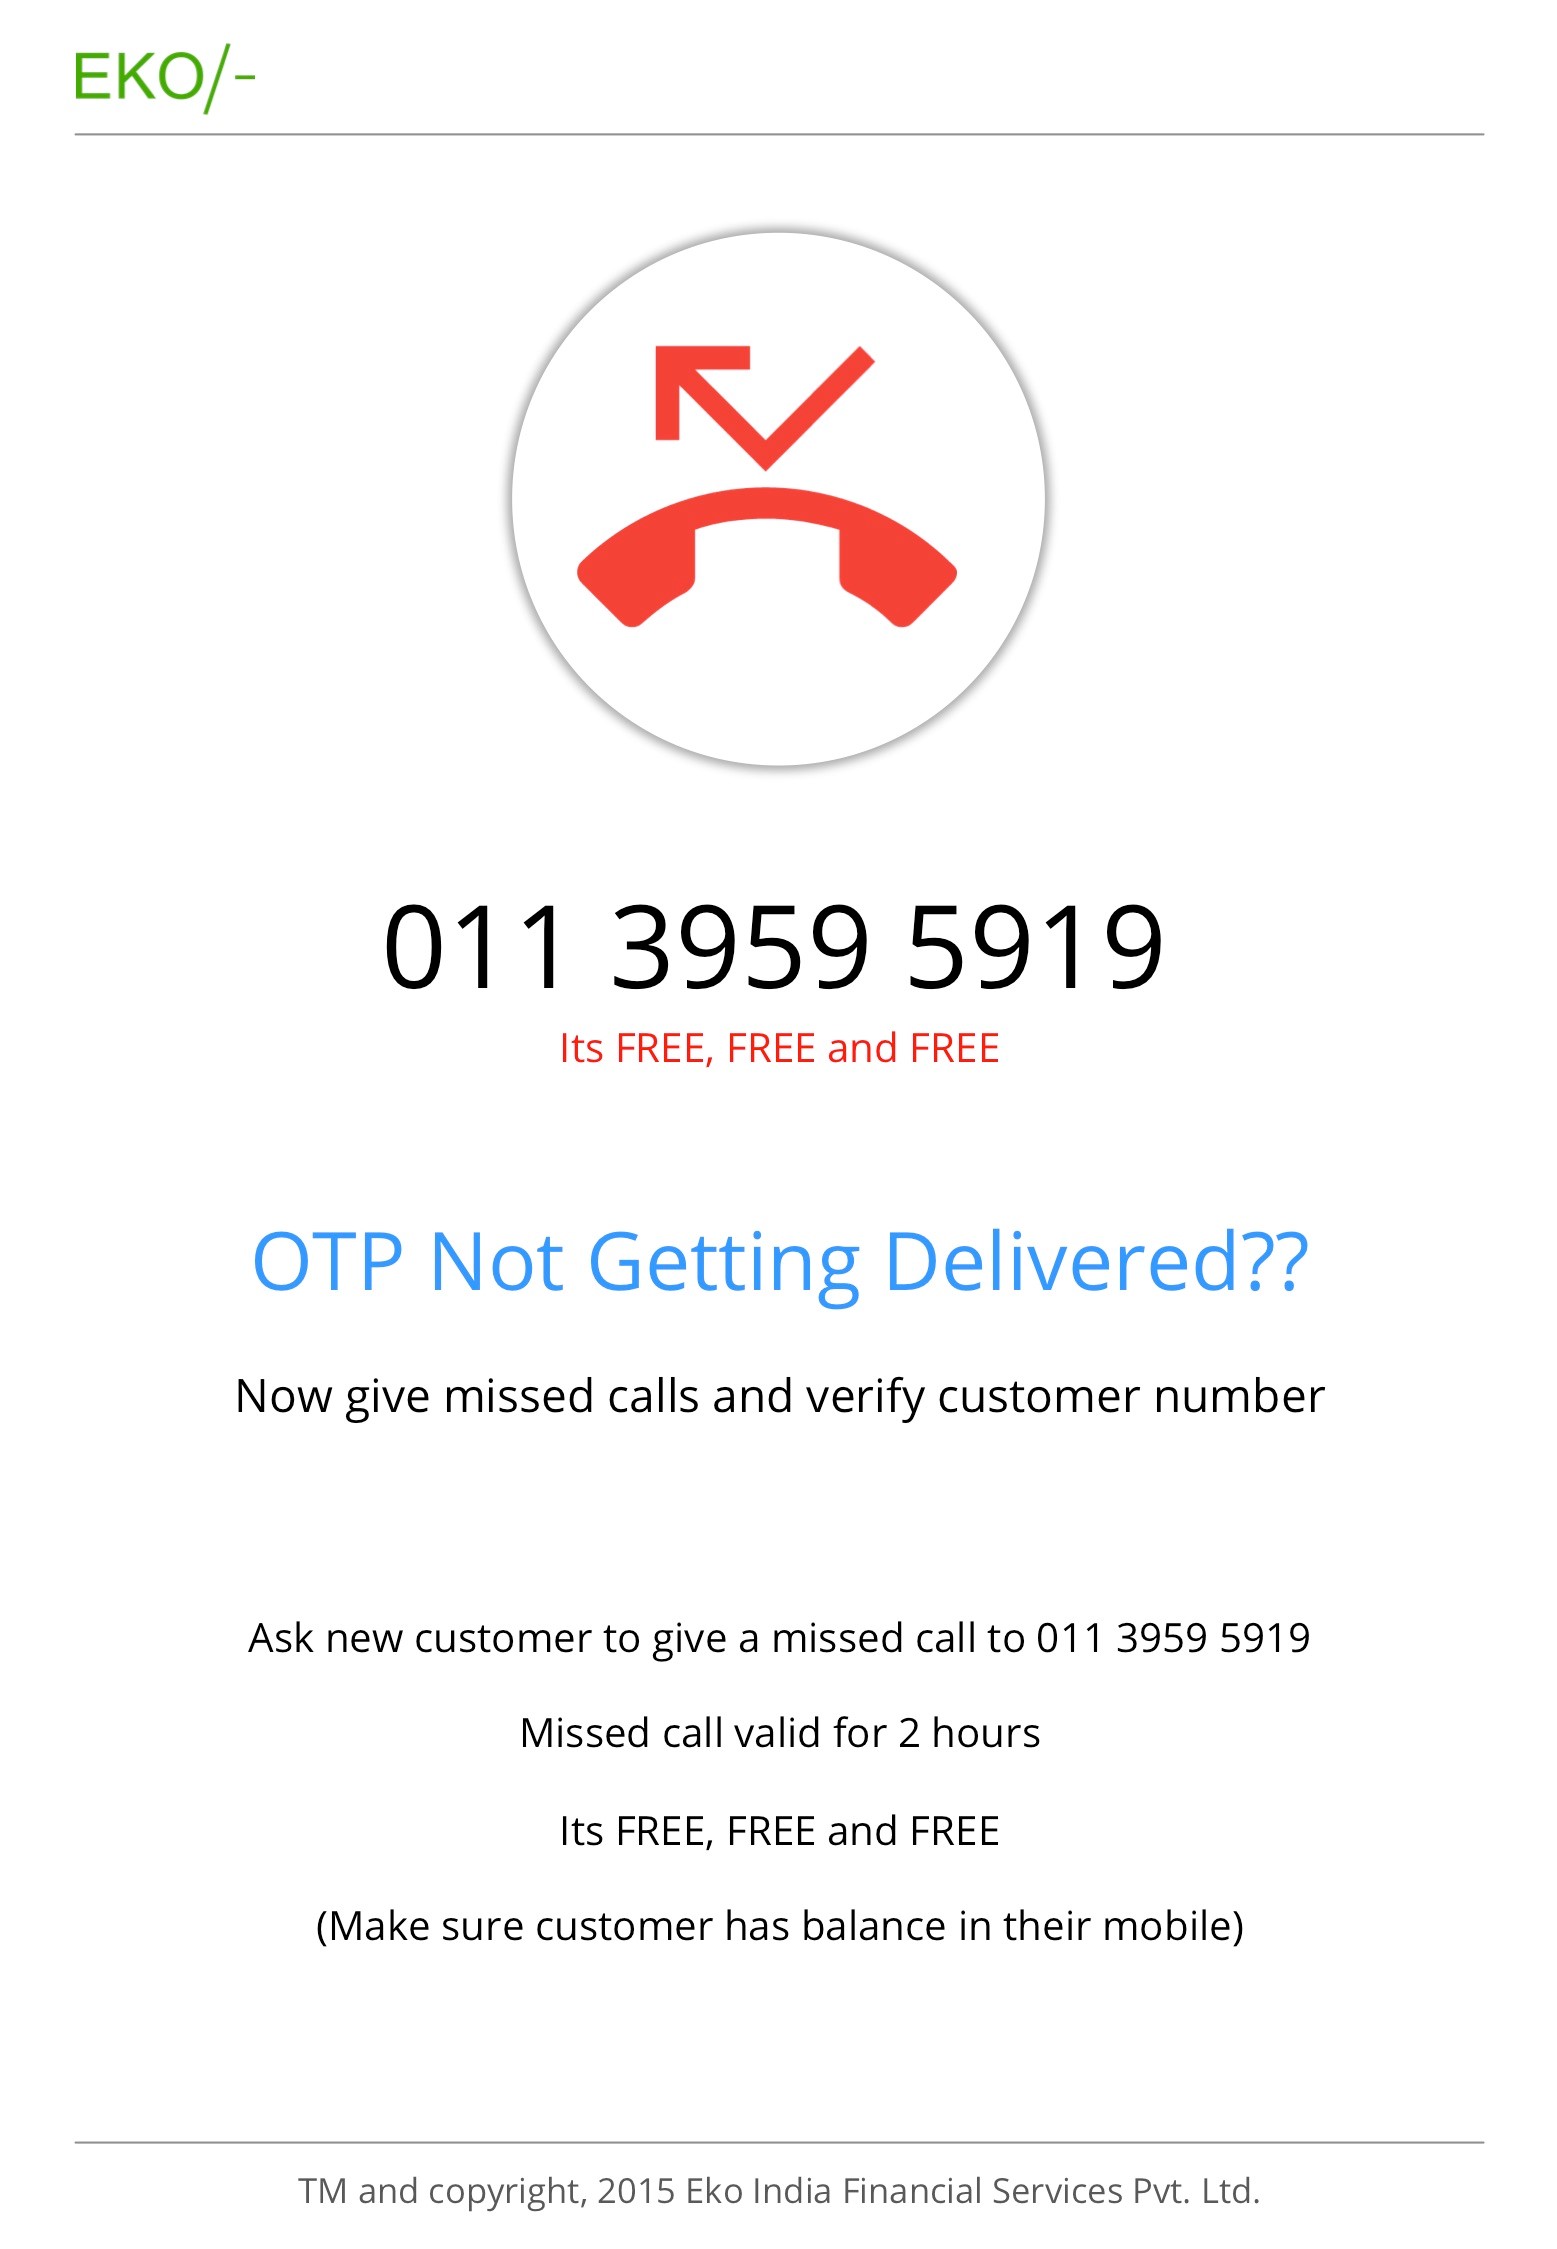 EKO/-
011 3959 5919
Its FREE, FREE and FREE
OTP Not Getting Delivered??
Now give missed calls and verify customer number
Ask new customer to give a missed call to 011 3959 5919
Missed call valid for 2 hours
Its FREE, FREE and FREE
(Make sure customer has balance in their mobile)
TM and copyright, 2015 Eko India Financial Services Pvt. Ltd.